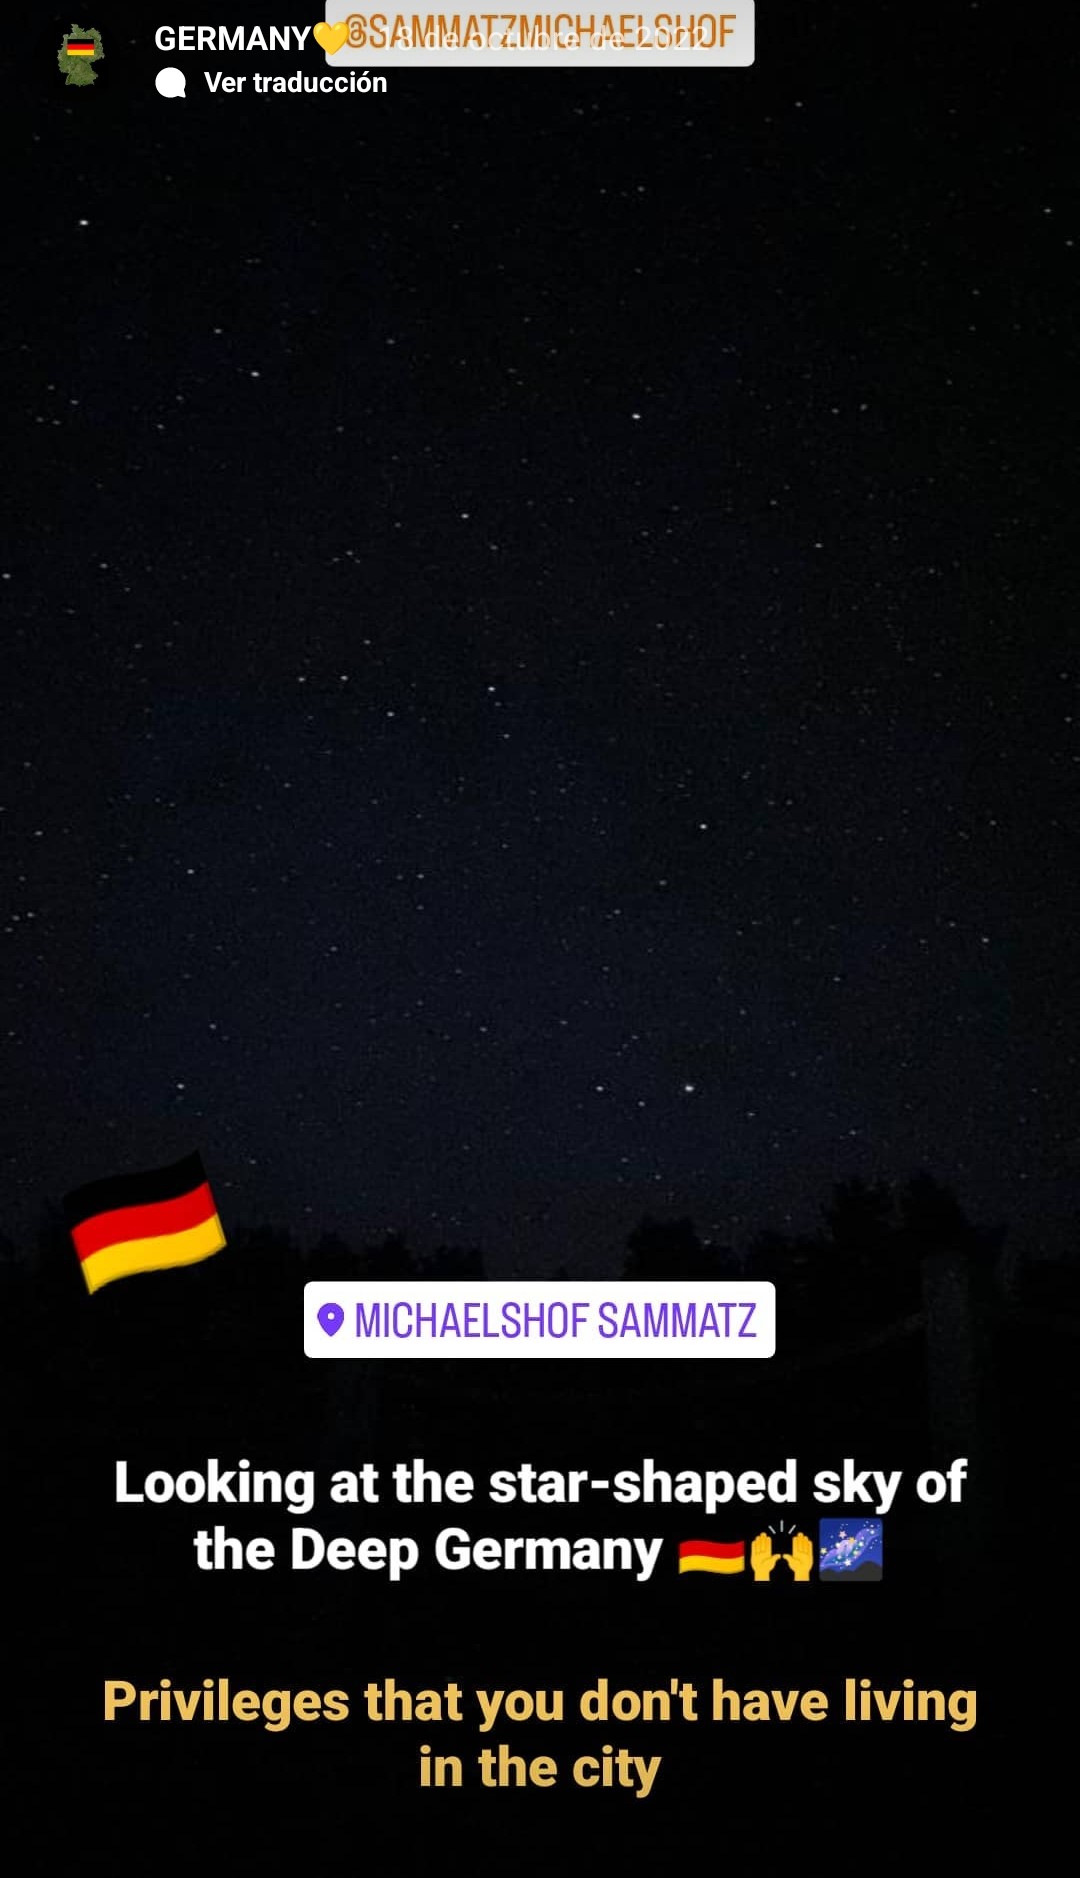 GERMANY💛 18 de octubre de 2022
@SAMMATZMICHAELSHOF
Ver traducción
MICHAELSHOF SAMMATZ
Looking at the star-shaped sky of
the Deep Germany 🇩🇪🙌🌌
Privileges that you don't have living
in the city